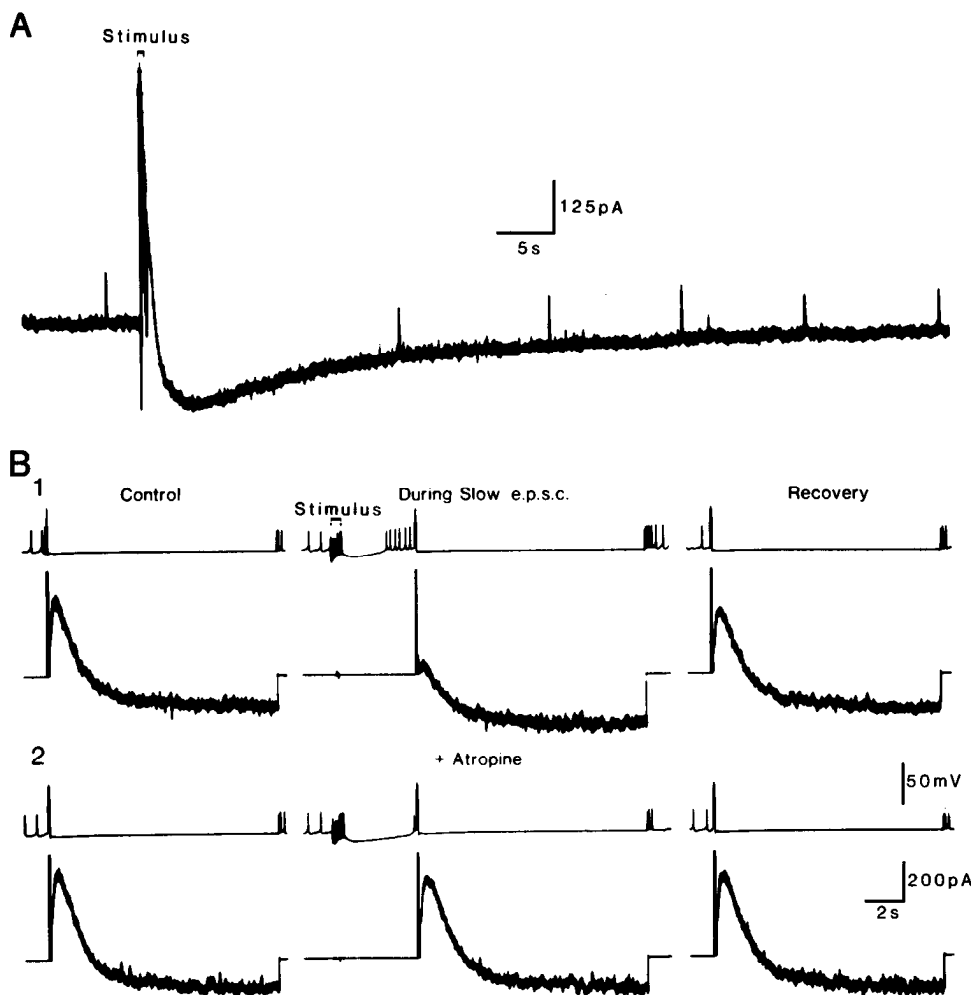 A
Stimulus
125pA
5s
B
1
Control
During Slow e.p.s.c.
Recovery
Stimulus
2
+ Atropine
50mV
200pA
2s